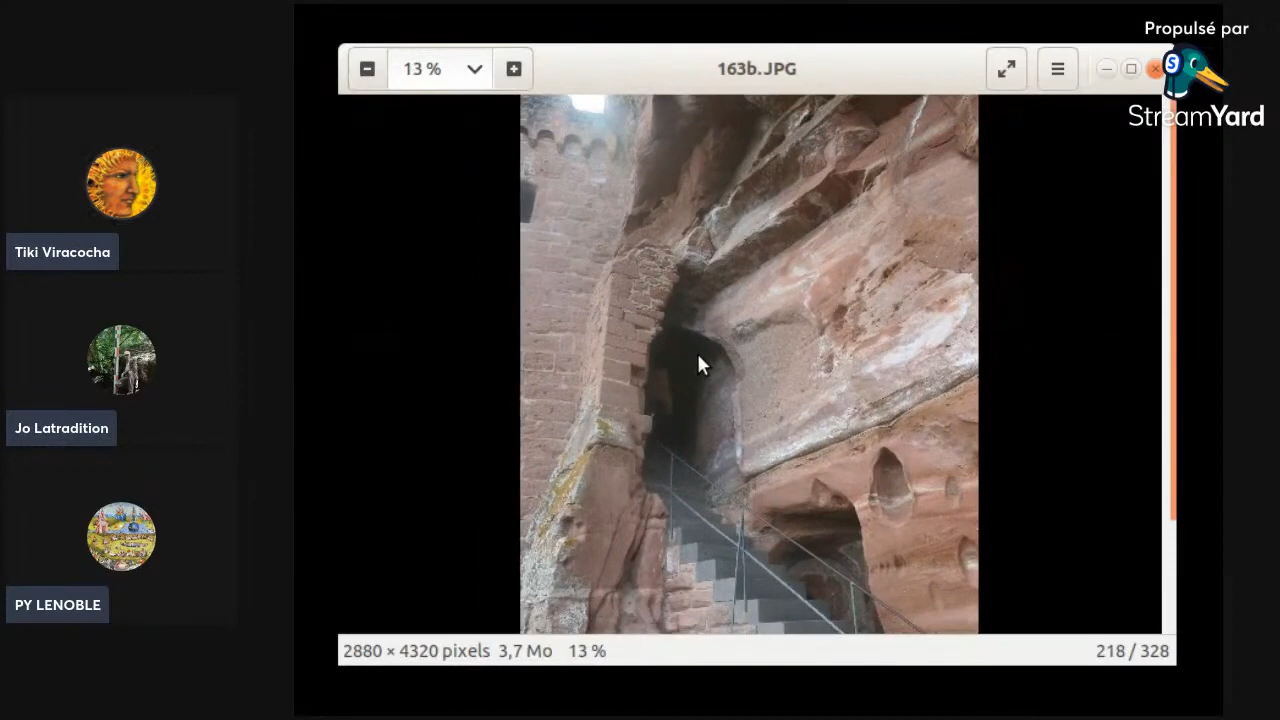 Propulsé par
StreamYard
13 %
163b.JPG
Tiki Viracocha
Jo Latradition
PY LENOBLE
2880 × 4320 pixels 3,7 Mo 13 %
218 / 328